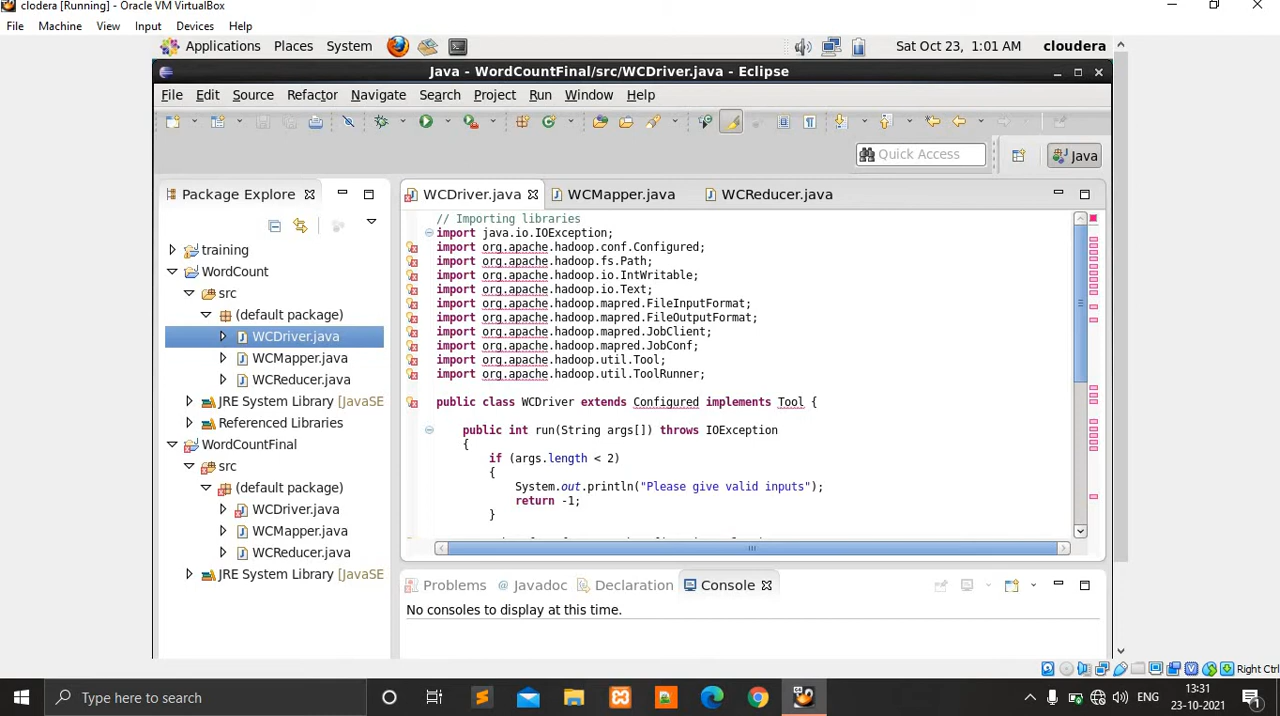 clodera [Running] - Oracle VM VirtualBox
File Machine View Input Devices Help
Applications Places System Sat Oct 23, 1:01 AM cloudera
Java - WordCountFinal/src/WCDriver.java - Eclipse
File Edit Source Refactor Navigate Search Project Run Window Help
Quick Access Java
Package Explore
WCDriver.java WCMapper.java WCReducer.java
training
WordCount
src
(default package)
WCDriver.java
WCMapper.java
WCReducer.java
JRE System Library [JavaSE
Referenced Libraries
WordCountFinal
src
(default package)
WCDriver.java
WCMapper.java
WCReducer.java
JRE System Library [JavaSE
// Importing libraries
import java.io.IOException;
import org.apache.hadoop.conf.Configured;
import org.apache.hadoop.fs.Path;
import org.apache.hadoop.io.IntWritable;
import org.apache.hadoop.io.Text;
import org.apache.hadoop.mapred.FileInputFormat;
import org.apache.hadoop.mapred.FileOutputFormat;
import org.apache.hadoop.mapred.JobClient;
import org.apache.hadoop.mapred.JobConf;
import org.apache.hadoop.util.Tool;
import org.apache.hadoop.util.ToolRunner;
public class WCDriver extends Configured implements Tool {
public int run(String args[]) throws IOException
{
if (args.length < 2)
{
System.out.println("Please give valid inputs");
return -1;
}
Problems @ Javadoc Declaration Console
No consoles to display at this time.
Right Ctrl
Type here to search
ENG
13:31
23-10-2021
1